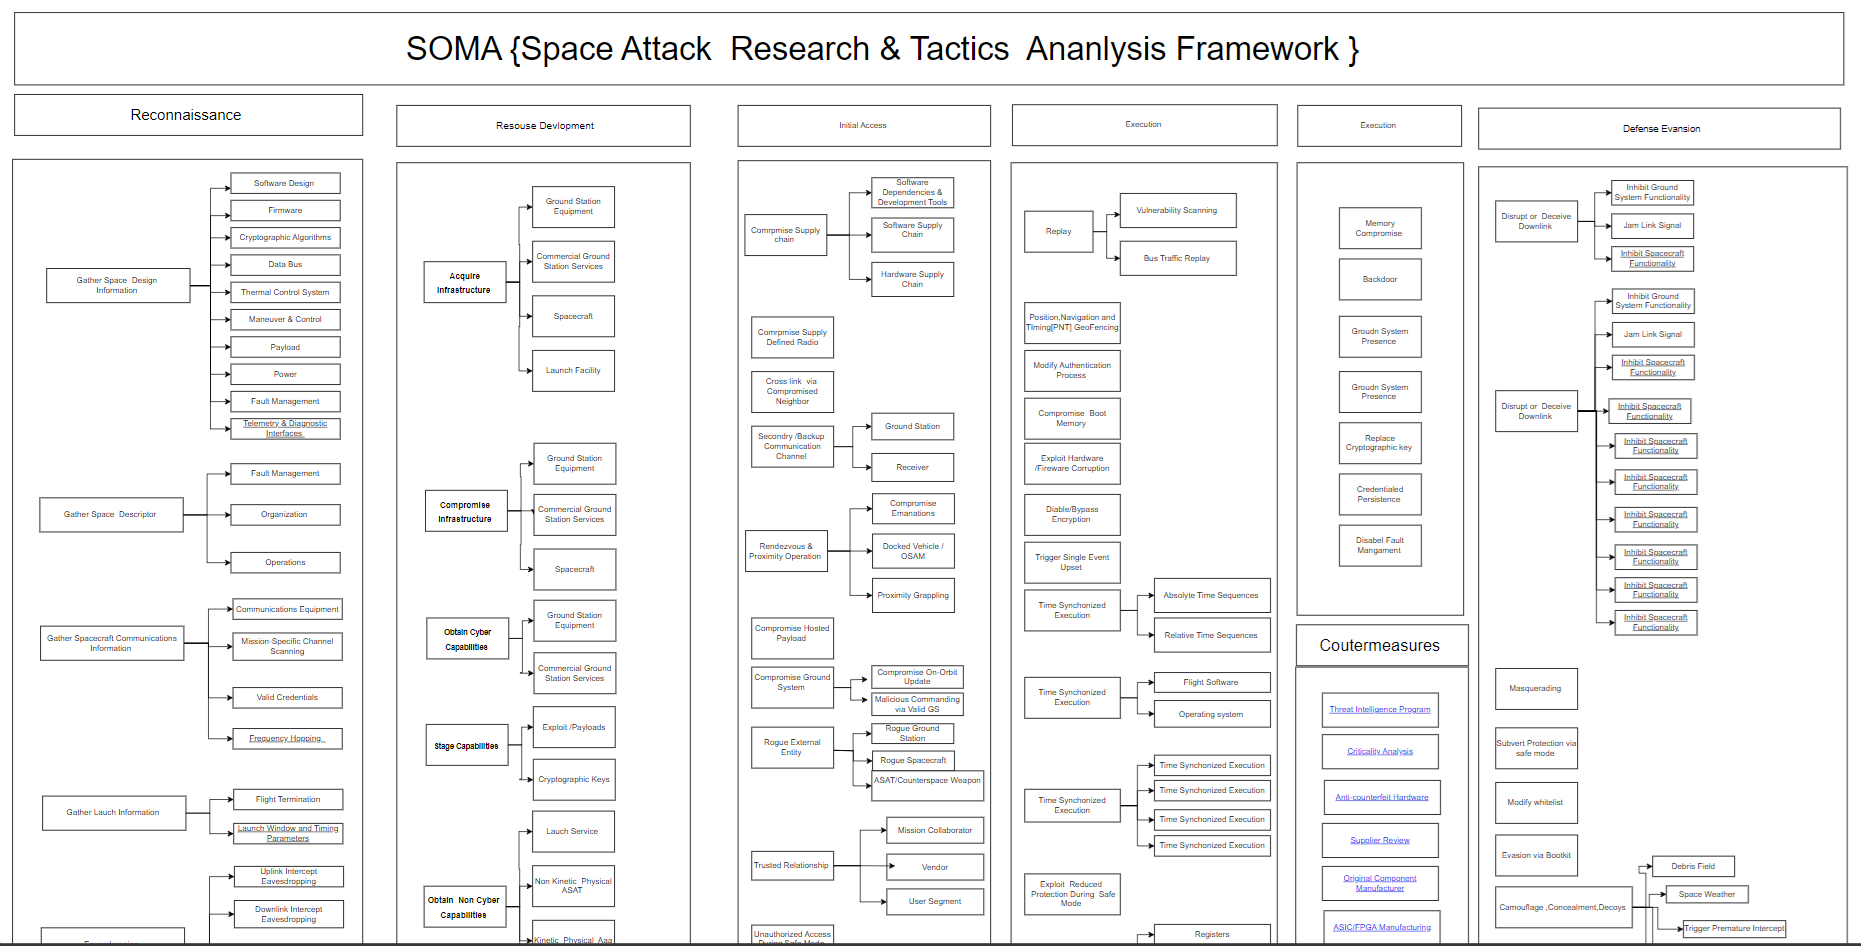 SOMA {Space Attack Research & Tactics Ananlysis Framework }
Reconnaissance
Gather Space Design
Information
Software Design
Firmware
Cryptographic Algorithms
Data Bus
Thermal Control System
Maneuver & Control
Payload
Power
Fault Management
Telemetry & Diagnostic
Interfaces
Gather Space Descriptor
Fault Management
Organization
Operations
Gather Spacecraft Communications
Information
Communications Equipment
Mission-Specific Channel
Scanning
Valid Credentials
Frequency Hopping
Gather Lauch Information
Flight Termination
Launch Window and Timing
Parameters
Uplink Intercept
Eavesdropping
Downlink Intercept
Eavesdropping
Resouse Devlopment
Acquire
Infrastructure
Ground Station
Equipment
Commercial Ground
Station Services
Spacecraft
Launch Facility
Compromise
Infrastructure
Ground Station
Equipment
Commercial Ground
Station Services
Spacecraft
Obtain Cyber
Capabilities
Ground Station
Equipment
Commercial Ground
Station Services
Stage Capabilities
Exploit /Payloads
Cryptographic Keys
Obtain Non Cyber
Capabilities
Lauch Service
Non Kinetic Physical
ASAT
Kinetic Physical Aaa
Initial Access
Comrpmise Supply
chain
Software
Dependencies &
Development Tools
Software Supply
Chain
Hardware Supply
Chain
Comrpmise Supply
Defined Radio
Cross link via
Compromised
Neighbor
Secondry /Backup
Communication
Channel
Ground Station
Receiver
Rendezvous &
Proximity Operation
Compromise
Emanations
Docked Vehicle /
OSAM
Proximity Grappling
Compromise Hosted
Payload
Compromise Ground
System
Compromise On-Orbit
Update
Malicious Commanding
via Valid GS
Rogue External
Entity
Rogue Ground
Station
Rogue Spacecraft
ASAT/Counterspace Weapon
Trusted Relationship
Mission Collaborator
Vendor
User Segment
Unauthorized Access
During Safe Mode
Execution
Replay
Vulnerability Scanning
Bus Traffic Replay
Position,Navigation and
TIming[PNT] GeoFencing
Modify Authentication
Process
Compromise Boot
Memory
Exploit Hardware
/Fireware Corruption
Diable/Bypass
Encryption
Trigger Single Event
Upset
Time Synchonized
Execution
Absolyte Time Sequences
Relative Time Sequences
Time Synchonized
Execution
Flight Software
Operating system
Time Synchonized
Execution
Time Synchonized Execution
Time Synchonized Execution
Time Synchonized Execution
Time Synchonized Execution
Exploit Reduced
Protection During Safe
Mode
Registers
Execution
Memory
Compromise
Backdoor
Groudn System
Presence
Groudn System
Presence
Replace
Cryptographic key
Credentialed
Persistence
Disabel Fault
Mangament
Coutermeasures
Threat Intelligence Program
Criticality Analysis
Anti-counterfeit Hardware
Supplier Review
Original Component
Manufacturer
ASIC/FPGA Manufacturing
Defense Evansion
Disrupt or Deceive
Downlink
Inhibit Ground
System Functionality
Jam Link Signal
Inhibit Spacecraft
Functionality
Disrupt or Deceive
Downlink
Inhibit Ground
System Functionality
Jam Link Signal
Inhibit Spacecraft
Functionality
Inhibit Spacecraft
Functionality
Inhibit Spacecraft
Functionality
Inhibit Spacecraft
Functionality
Inhibit Spacecraft
Functionality
Inhibit Spacecraft
Functionality
Inhibit Spacecraft
Functionality
Inhibit Spacecraft
Functionality
Masquerading
Subvert Protection via
safe mode
Modify whitelist
Evasion via Bootkit
Camouflage ,Concealment,Decoys
Debris Field
Space Weather
Trigger Premature Intercept